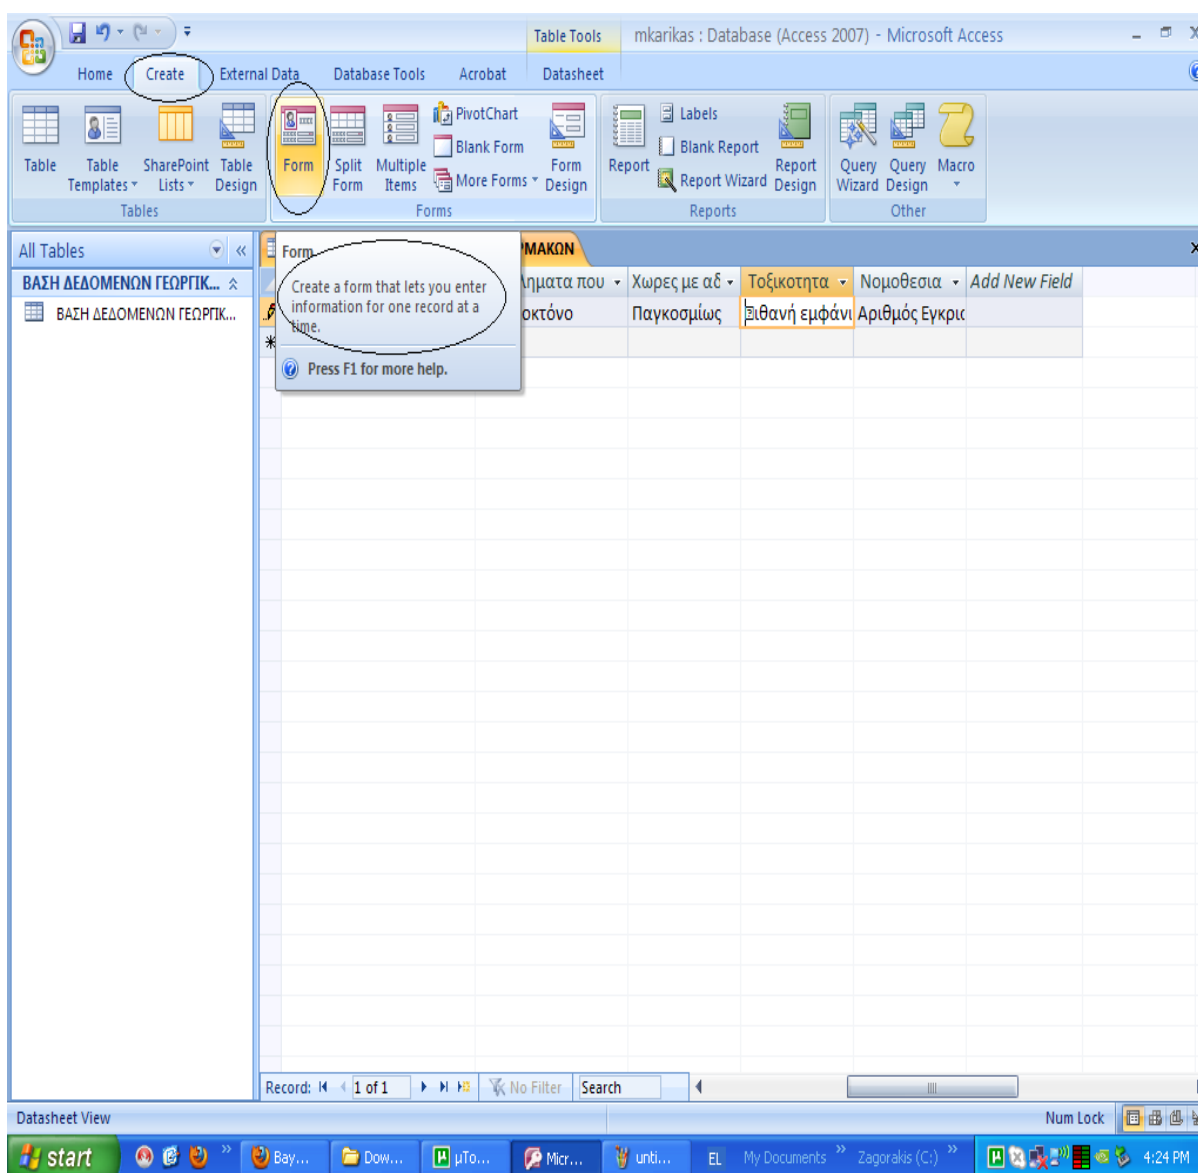 Table Tools mkarikas : Database (Access 2007) - Microsoft Access
Home Create External Data Database Tools Acrobat Datasheet
Table
Table Templates
SharePoint Lists
Table Design
Tables
Form
Split Form
Multiple Items
PivotChart
Blank Form
More Forms
Form Design
Forms
Report
Labels
Blank Report
Report Wizard
Report Design
Reports
Query Wizard
Query Design
Macro
Other
All Tables
ΒΑΣΗ ΔΕΔΟΜΕΝΩΝ ΓΕΩΡΓΙΚ...
ΒΑΣΗ ΔΕΔΟΜΕΝΩΝ ΓΕΩΡΓΙΚ...
Form
Create a form that lets you enter
information for one record at a
time.
Press F1 for more help.
ΜΑΚΩΝ
ληματα που Χωρες με αδ Τοξικοτητα Νομοθεσια Add New Field
οκτόνο Παγκοσμίως ιθανή εμφάνι Αριθμός Εγκρι
Record: 1 of 1 No Filter Search
Datasheet View Num Lock
start Bay... Dow... µTo... Micr... unti... EL My Documents Zagorakis (C:) 4:24 PM